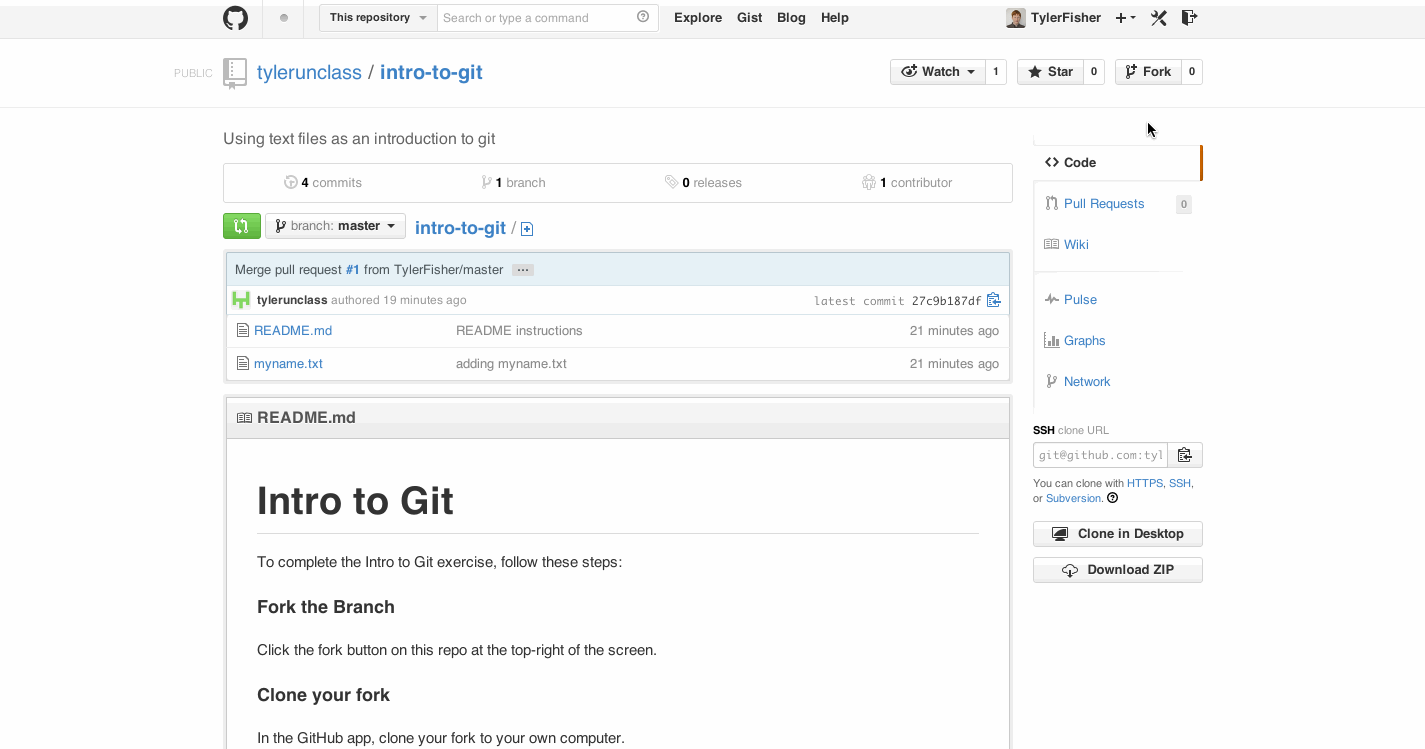 This repository Search or type a command Explore Gist Blog Help TylerFisher
PUBLIC tylerunclass / intro-to-git Watch 1 Star 0 Fork 0
Using text files as an introduction to git
4 commits 1 branch 0 releases 1 contributor
branch: master intro-to-git /
Merge pull request #1 from TylerFisher/master ...
tylerunclass authored 19 minutes ago latest commit 27c9b187df
README.md README instructions 21 minutes ago
myname.txt adding myname.txt 21 minutes ago
README.md
Intro to Git
To complete the Intro to Git exercise, follow these steps:
Fork the Branch
Click the fork button on this repo at the top-right of the screen.
Clone your fork
In the GitHub app, clone your fork to your own computer.
Code
Pull Requests 0
Wiki
Pulse
Graphs
Network
SSH clone URL
git@github.com:tyl
You can clone with HTTPS, SSH,
or Subversion.
Clone in Desktop
Download ZIP